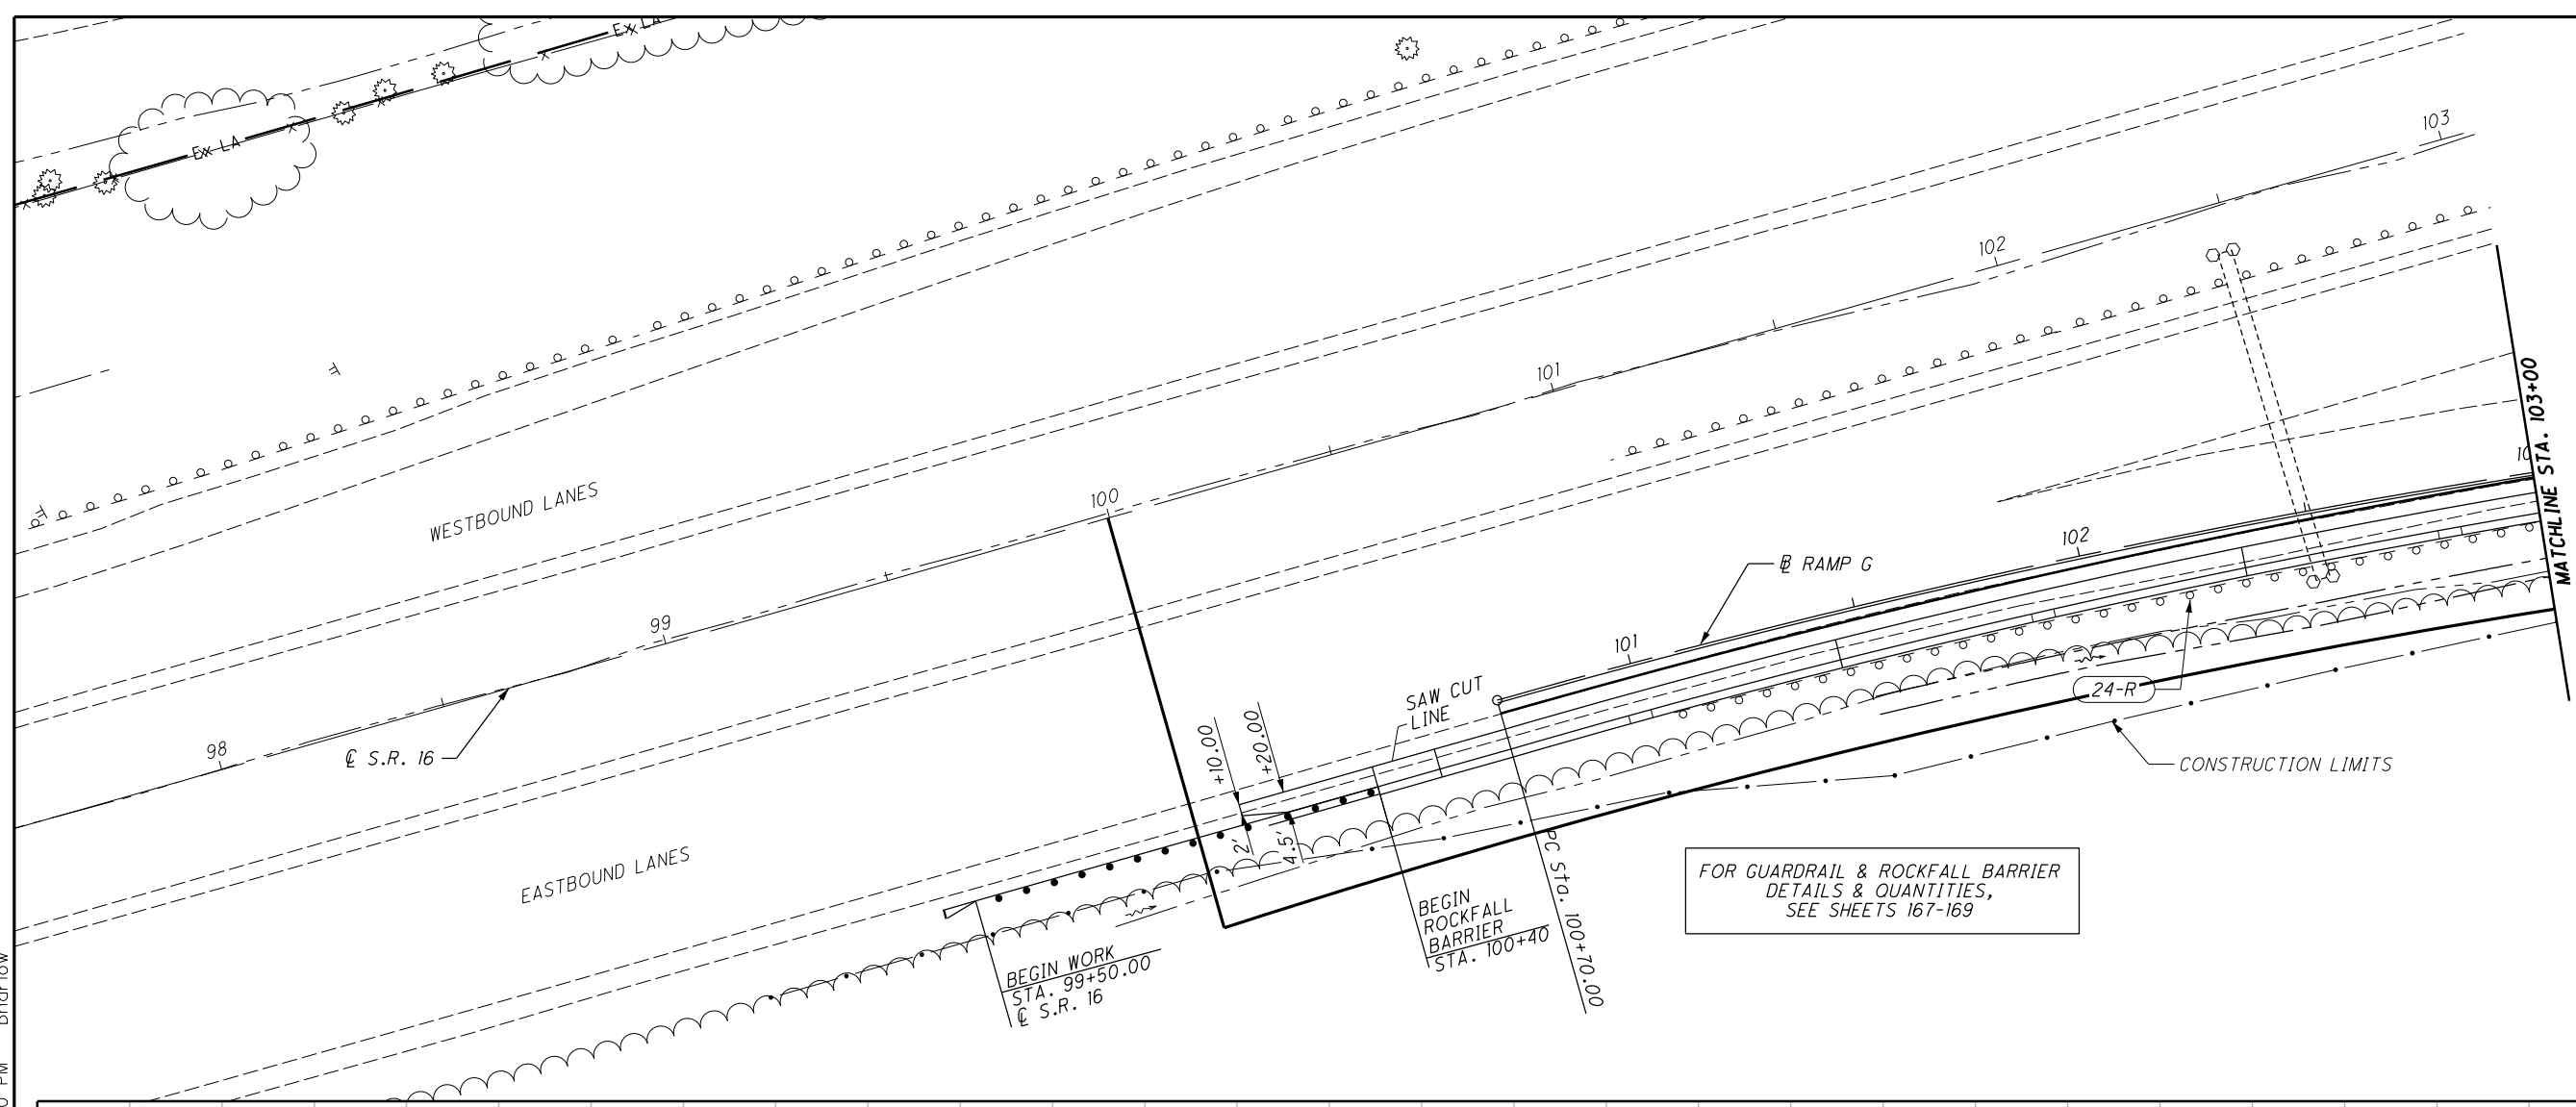 Ex LA
Ex LA
103
102
101
100
99
98
WESTBOUND LANES
℄ S.R. 16
EASTBOUND LANES
MATCHLINE STA. 103+00
10
102
101
RAMP G
SAW CUT
LINE
+10.00
+20.00
2'
4.5'
24-R
CONSTRUCTION LIMITS
BEGIN WORK
STA. 99+50.00
℄ S.R. 16
BEGIN
ROCKFALL
BARRIER
STA. 100+40
PC Sta. 100+70.00
FOR GUARDRAIL & ROCKFALL BARRIER
DETAILS & QUANTITIES,
SEE SHEETS 167-169